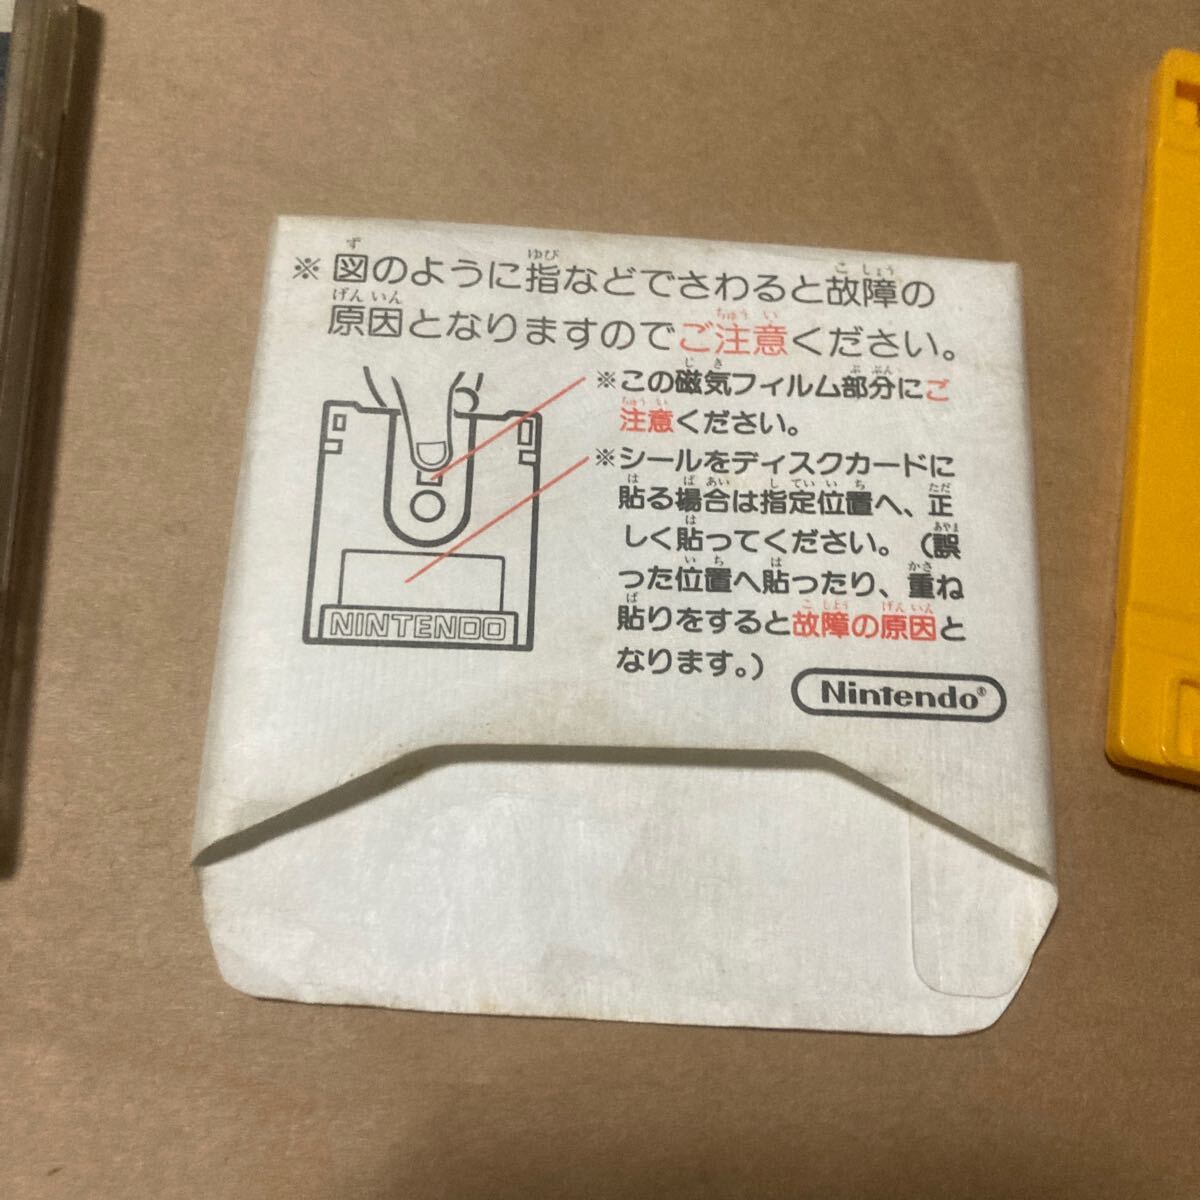 ※図のように指などでさわると故障の
原因となりますのでご注意ください。
※この磁気フィルム部分にご
注意ください。
※シールをディスクカードに
貼る場合は指定位置へ、正
しく貼ってください。(誤
った位置へ貼ったり、重ね
貼りをすると故障の原因と
なります。)
NINTENDO
Nintendo®